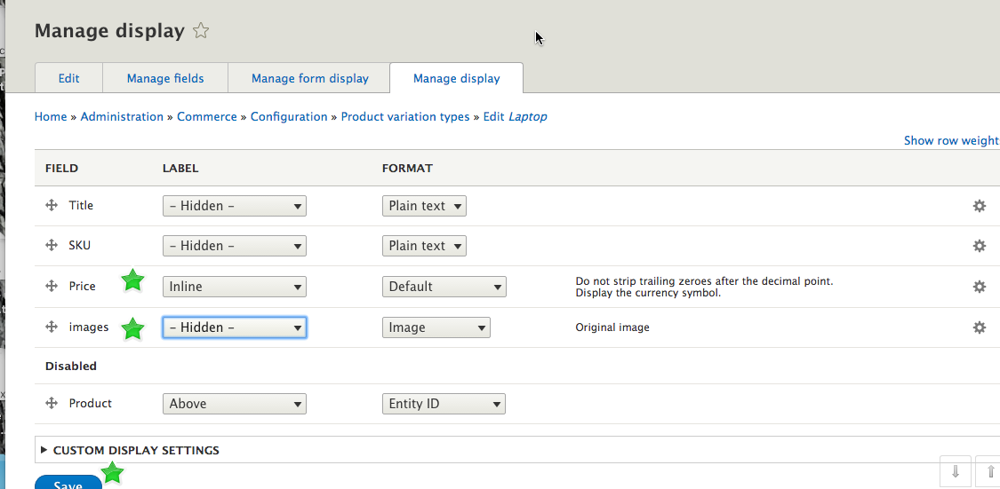 Manage display
Edit Manage fields Manage form display Manage display
Home » Administration » Commerce » Configuration » Product variation types » Edit Laptop
Show row weight
FIELD LABEL FORMAT
Title - Hidden - Plain text
SKU - Hidden - Plain text
Price Inline Default Do not strip trailing zeroes after the decimal point.
Display the currency symbol.
images - Hidden - Image Original image
Disabled
Product Above Entity ID
CUSTOM DISPLAY SETTINGS
Save